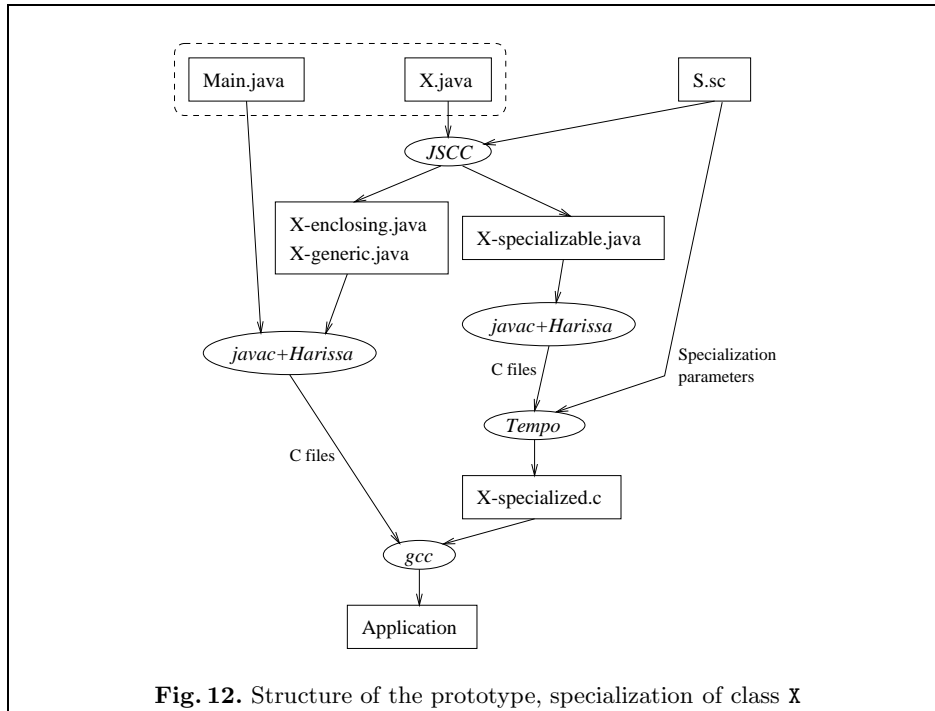 Main.java
X.java
S.sc
JSCC
X-enclosing.java
X-generic.java
X-specializable.java
javac+Harissa
javac+Harissa
Specialization
parameters
C files
Tempo
C files
X-specialized.c
gcc
Application
Fig. 12. Structure of the prototype, specialization of class X